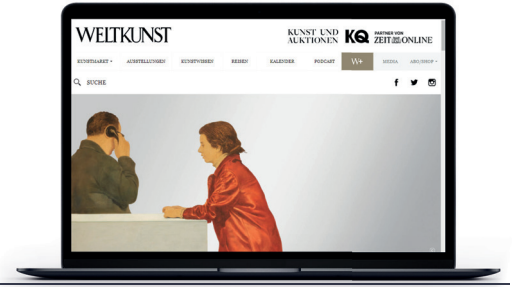 WELTKUNST
KUNST UND
AUKTIONEN
KQ
PARTNER VON
ZEIT ONLINE
KUNSTMARKT AUSSTELLUNGEN KUNSTWISSEN REISEN KALENDER PODCAST W+ MEDIA ABO/SHOP
SUCHE